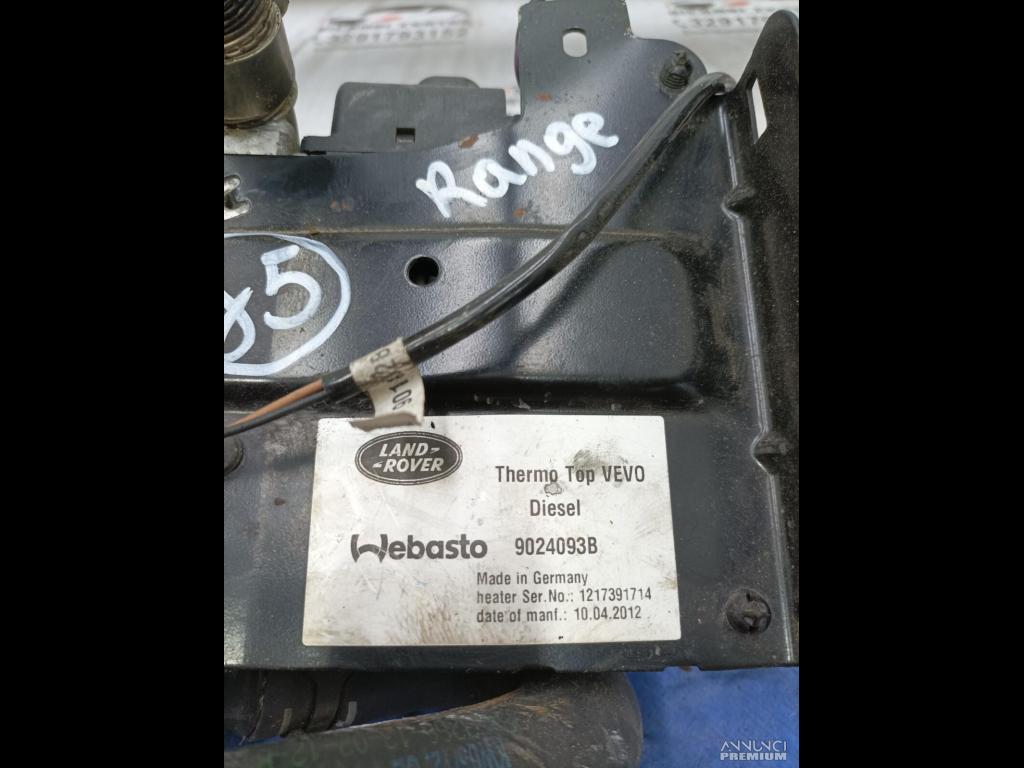 Range
5
LAND-
-ROVER
Thermo Top VEVO
Diesel
Webasto 9024093B
Made in Germany
heater Ser.No.: 1217391714
date of manf.: 10.04.2012
ANNUNCI
PREMIUM